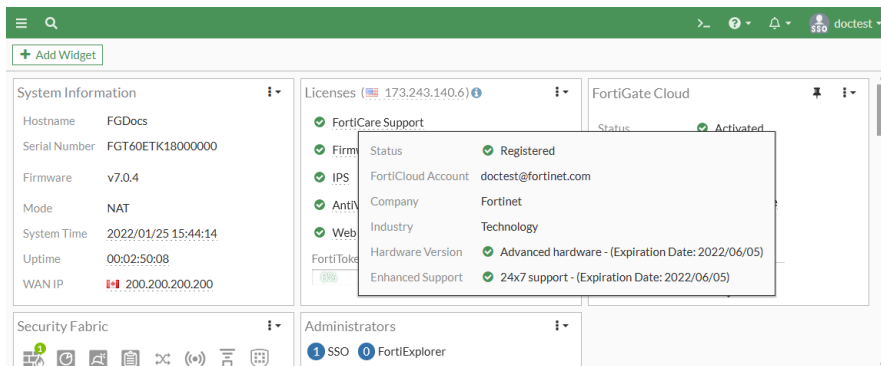 SSO doctest
+ Add Widget
System Information
Hostname FGDocs
Serial Number FGT60ETK18000000
Firmware v7.0.4
Mode NAT
System Time 2022/01/25 15:44:14
Uptime 00:02:50:08
WAN IP 200.200.200.200
Licenses (173.243.140.6)
FortiCare Support
IPS
Web
0%
FortiGate Cloud
Status Activated
Status Registered
FortiCloud Account doctest@fortinet.com
Company Fortinet
Industry Technology
Hardware Version Advanced hardware - (Expiration Date: 2022/06/05)
Enhanced Support 24x7 support - (Expiration Date: 2022/06/05)
Security Fabric
1
Administrators
1 SSO 0 FortiExplorer